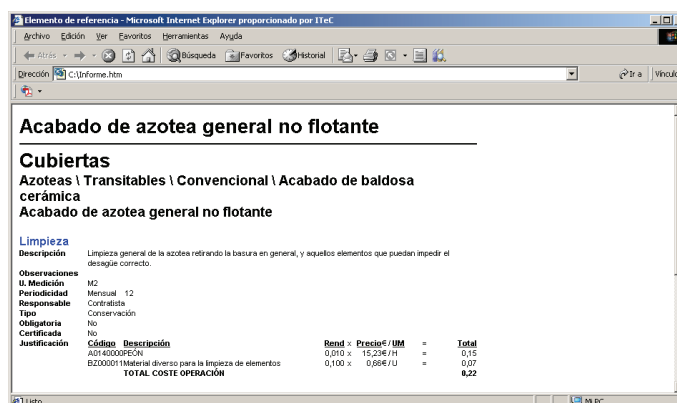 Elemento de referencia - Microsoft Internet Explorer proporcionado por ITeC
Archivo Edición Ver Favoritos Herramientas Ayuda
Atrás Búsqueda Favoritos Historial
Dirección C:\Informe.htm Ir a Vínculos
Acabado de azotea general no flotante
Cubiertas
Azoteas \ Transitables \ Convencional \ Acabado de baldosa
cerámica
Acabado de azotea general no flotante
Limpieza
Descripción Limpieza general de la azotea retirando la basura en general, y aquellos elementos que puedan impedir el
desagüe correcto.
Observaciones
U. Medición M2
Periodicidad Mensual 12
Responsable Contratista
Tipo Conservación
Obligatoria No
Certificada No
Justificación Código Descripción Rend x Precio€/UM = Total
A0140000PEÓN 0,010 x 15,23€/H = 0,15
BZ000011Material diverso para la limpieza de elementos 0,100 x 0,66€/U = 0,07
TOTAL COSTE OPERACIÓN 0,22
Listo Mi PC